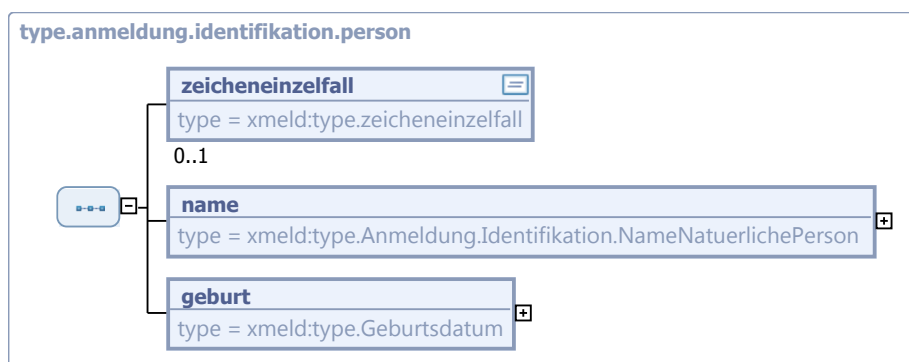 type.anmeldung.identifikation.person
zeicheneinzelfall
type = xmeld:type.zeicheneinzelfall
0..1
name
type = xmeld:type.Anmeldung.Identifikation.NameNatuerlichePerson
geburt
type = xmeld:type.Geburtsdatum